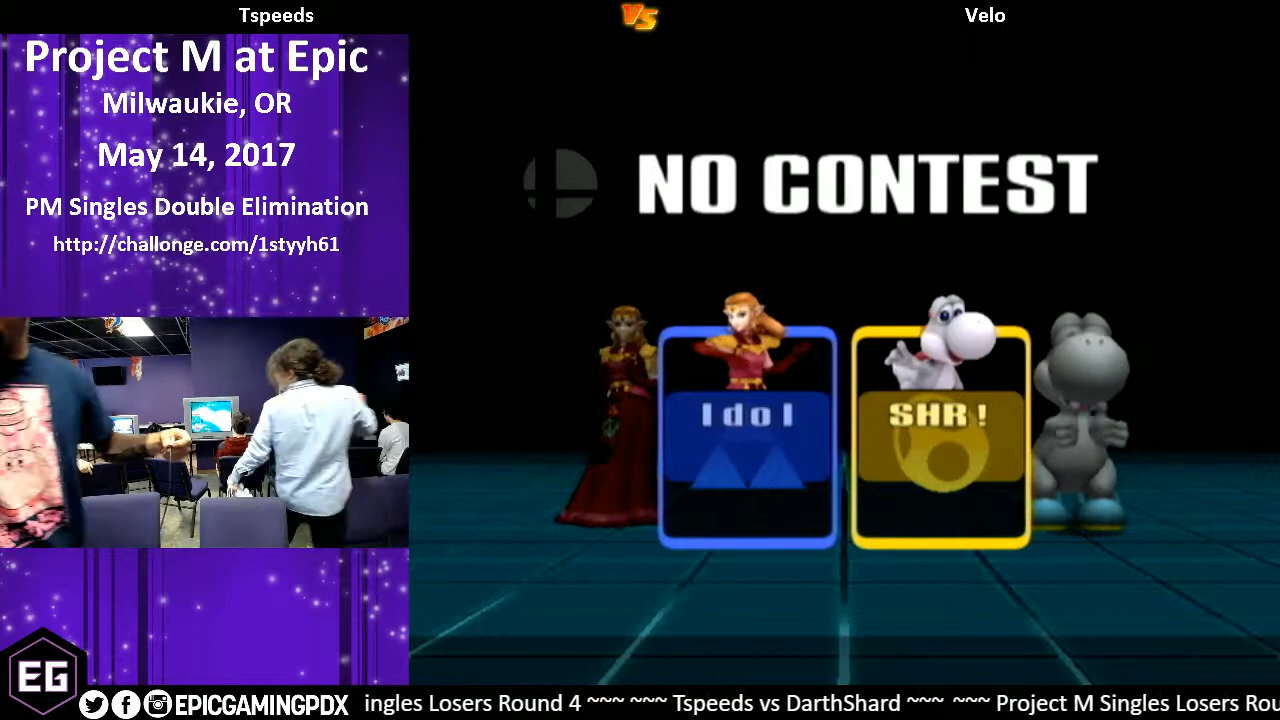 Tspeeds
VS
Velo
Project M at Epic
Milwaukie, OR
May 14, 2017
PM Singles Double Elimination
http://challonge.com/1styyh61
NO CONTEST
IdoI
SHR!
EG
EPICGAMINGPDX
ingles Losers Round 4 ~~~ ~~~ Tspeeds vs DarthShard ~~~ ~~~ Project M Singles Losers Rou